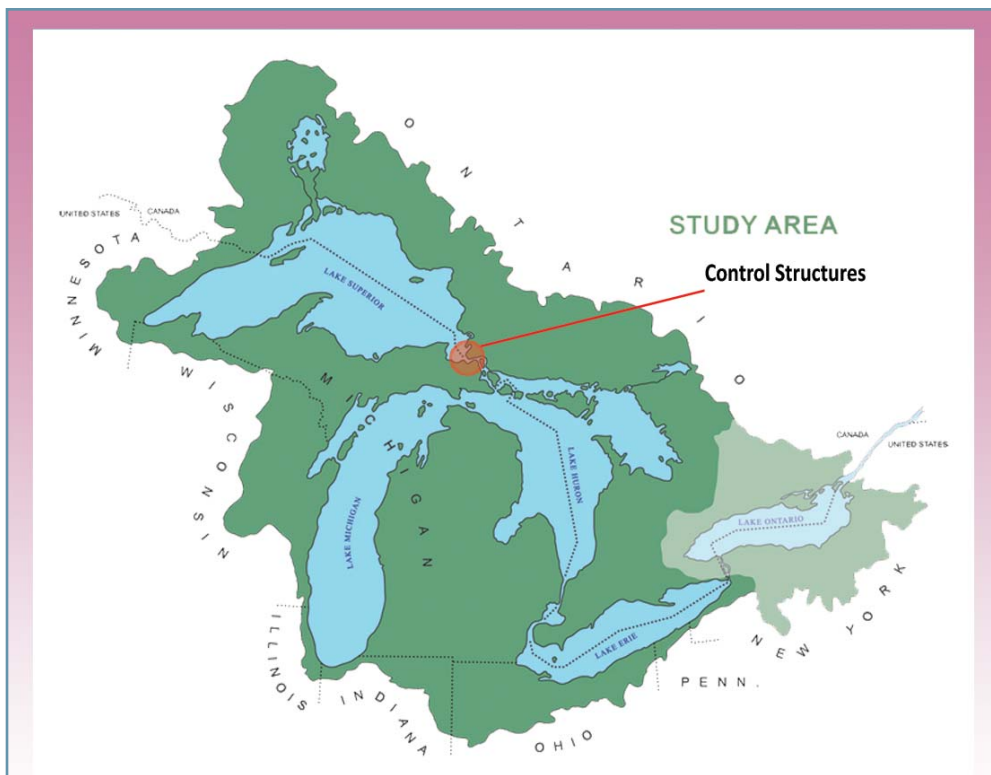 ONTARIO
UNITED STATES
CANADA
MINNESOTA
STUDY AREA
Control Structures
LAKE SUPERIOR
MICHIGAN
WISCONSIN
LAKE HURON
CANADA
UNITED STATES
LAKE ONTARIO
LAKE MICHIGAN
NEW YORK
LAKE ERIE
PENN.
ILLINOIS
INDIANA
OHIO